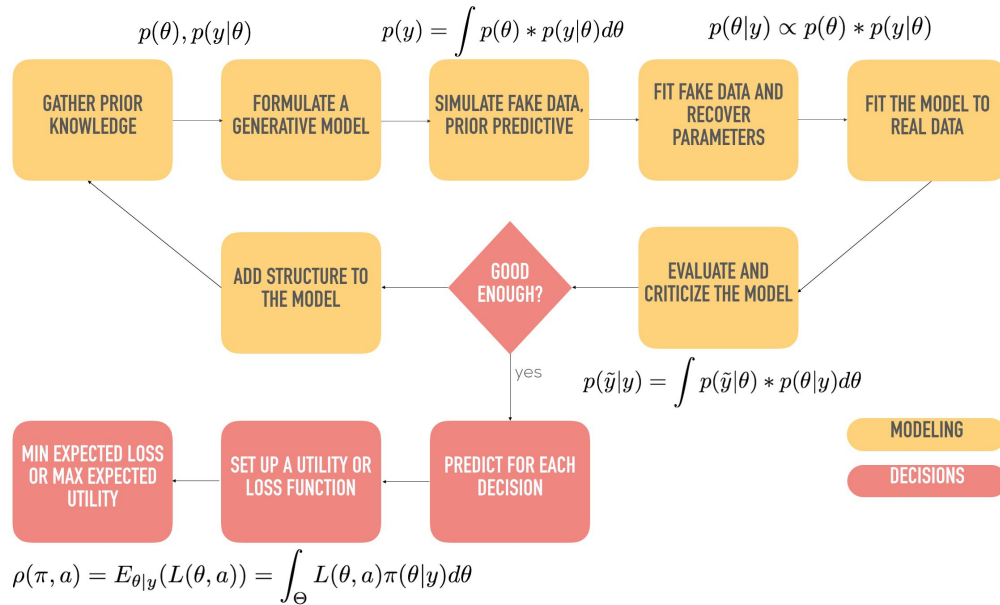 p(θ), p(y|θ)
p(y) = ∫ p(θ) ∗ p(y|θ)dθ
p(θ|y) ∝ p(θ) ∗ p(y|θ)
GATHER PRIOR
KNOWLEDGE
FORMULATE A
GENERATIVE MODEL
SIMULATE FAKE DATA,
PRIOR PREDICTIVE
FIT FAKE DATA AND
RECOVER
PARAMETERS
FIT THE MODEL TO
REAL DATA
ADD STRUCTURE TO
THE MODEL
GOOD
ENOUGH?
EVALUATE AND
CRITICIZE THE MODEL
yes
p(ỹ|y) = ∫ p(ỹ|θ) ∗ p(θ|y)dθ
MIN EXPECTED LOSS
OR MAX EXPECTED
UTILITY
SET UP A UTILITY OR
LOSS FUNCTION
PREDICT FOR EACH
DECISION
MODELING
DECISIONS
ρ(π, a) = E_{θ|y}(L(θ, a)) = ∫_Θ L(θ, a)π(θ|y)dθ